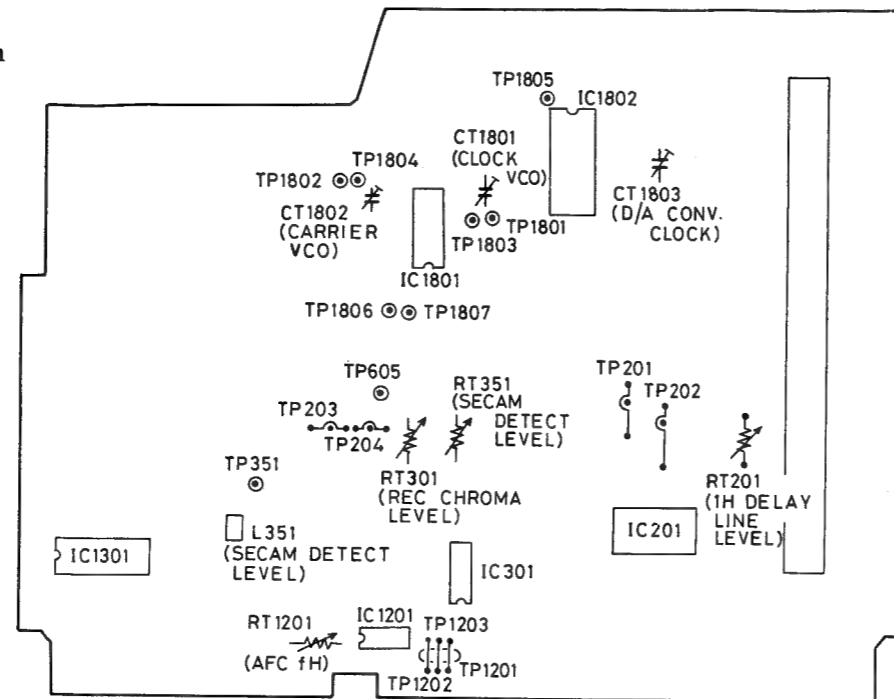 n
TP1805
IC1802
CT1801
(CLOCK
VCO)
TP1804
TP1802
CT1803
(D/A CONV.
CLOCK)
CT1802
(CARRIER
VCO)
TP1801
TP1803
IC1801
TP1806
TP1807
TP605
RT351
(SECAM
DETECT
LEVEL)
TP201
TP202
TP203
TP204
TP351
RT301
(REC CHROMA
LEVEL)
RT201
(1H DELAY
LINE
LEVEL)
L351
(SECAM DETECT
LEVEL)
IC201
IC1301
IC301
RT1201
(AFC fH)
IC1201
TP1203
TP1201
TP1202